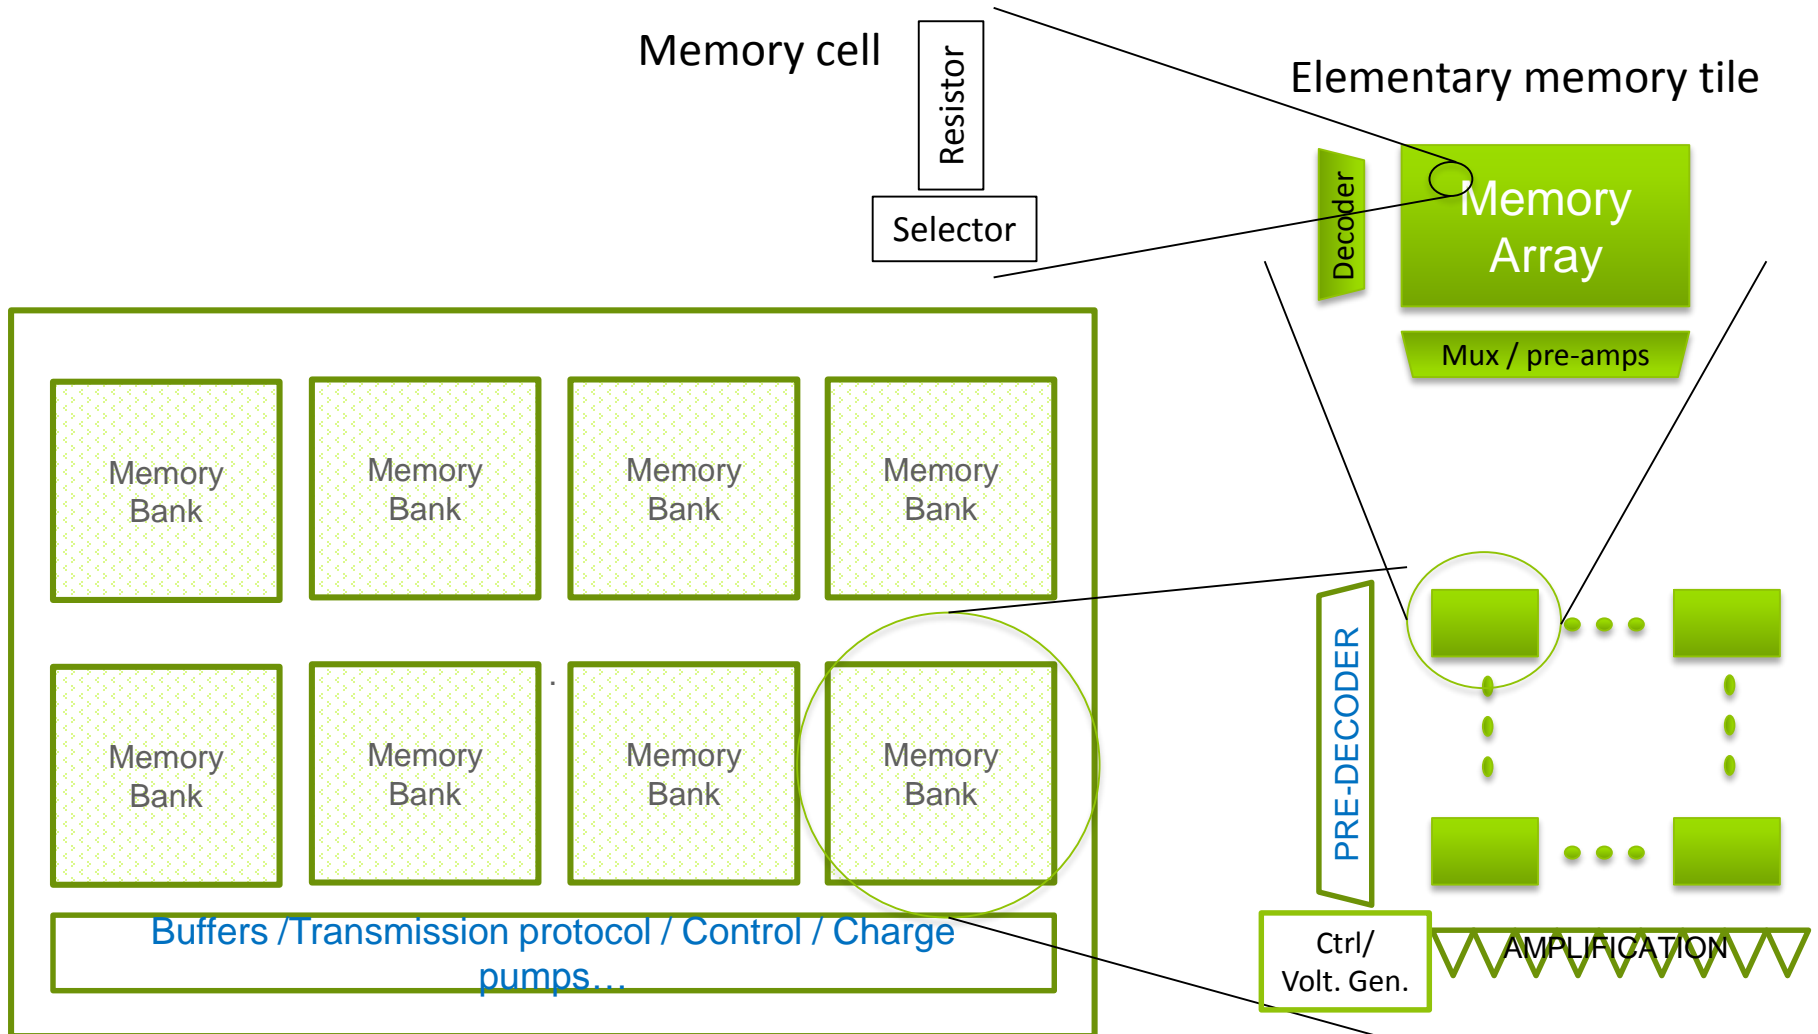 Memory cell
Resistor
Selector
Elementary memory tile
Decoder
Memory
Array
Mux / pre-amps
Memory
Bank
Memory
Bank
Memory
Bank
Memory
Bank
Memory
Bank
Memory
Bank
.
Memory
Bank
Memory
Bank
Buffers /Transmission protocol / Control / Charge
pumps...
PRE-DECODER
Ctrl/
Volt. Gen.
AMPLIFICATION